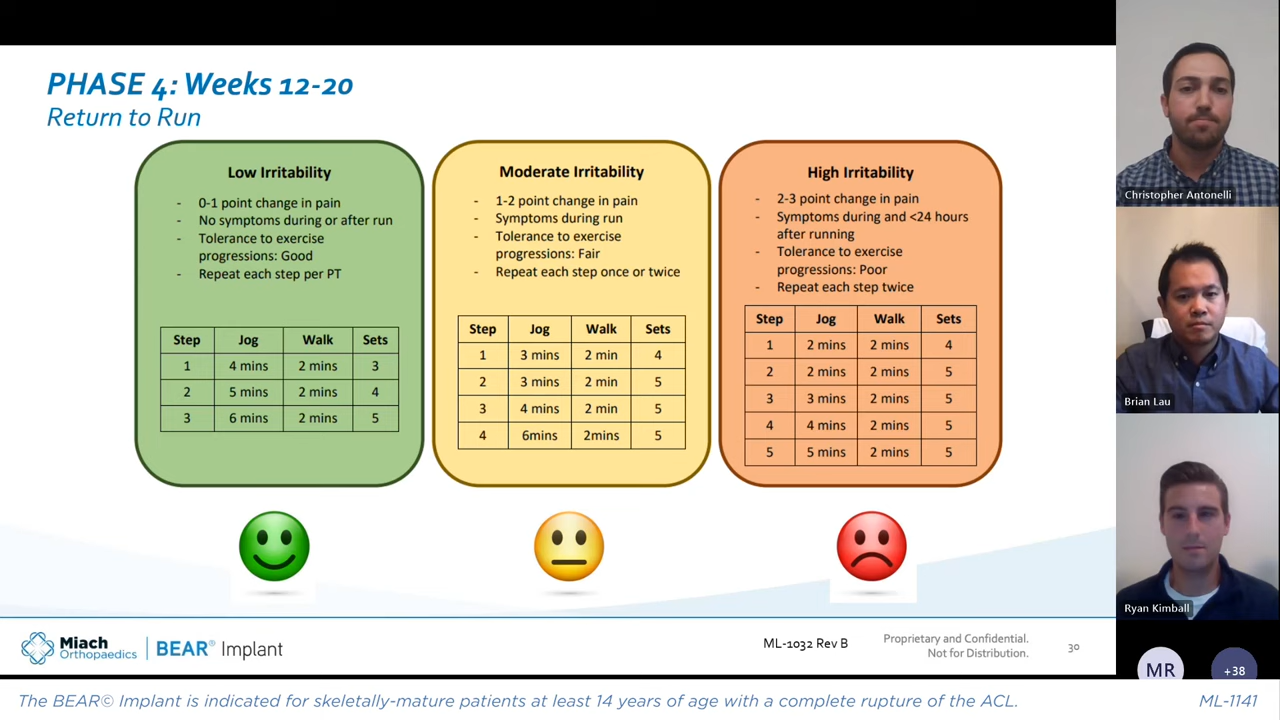 PHASE 4: Weeks 12-20
Return to Run
Low Irritability
- 0-1 point change in pain
- No symptoms during or after run
- Tolerance to exercise
progressions: Good
- Repeat each step per PT
Step Jog Walk Sets
1 4 mins 2 mins 3
2 5 mins 2 mins 4
3 6 mins 2 mins 5
Moderate Irritability
- 1-2 point change in pain
- Symptoms during run
- Tolerance to exercise
progressions: Fair
- Repeat each step once or twice
Step Jog Walk Sets
1 3 mins 2 min 4
2 3 mins 2 min 5
3 4 mins 2 min 5
4 6mins 2mins 5
High Irritability
- 2-3 point change in pain
- Symptoms during and <24 hours
after running
- Tolerance to exercise
progressions: Poor
- Repeat each step twice
Step Jog Walk Sets
1 2 mins 2 mins 4
2 2 mins 2 mins 5
3 3 mins 2 mins 5
4 4 mins 2 mins 5
5 5 mins 2 mins 5
Miach
Orthopaedics
BEAR® Implant
ML-1032 Rev B
Proprietary and Confidential.
Not for Distribution.
30
Christopher Antonelli
Brian Lau
Ryan Kimball
MR
+38
The BEAR© Implant is indicated for skeletally-mature patients at least 14 years of age with a complete rupture of the ACL.
ML-1141